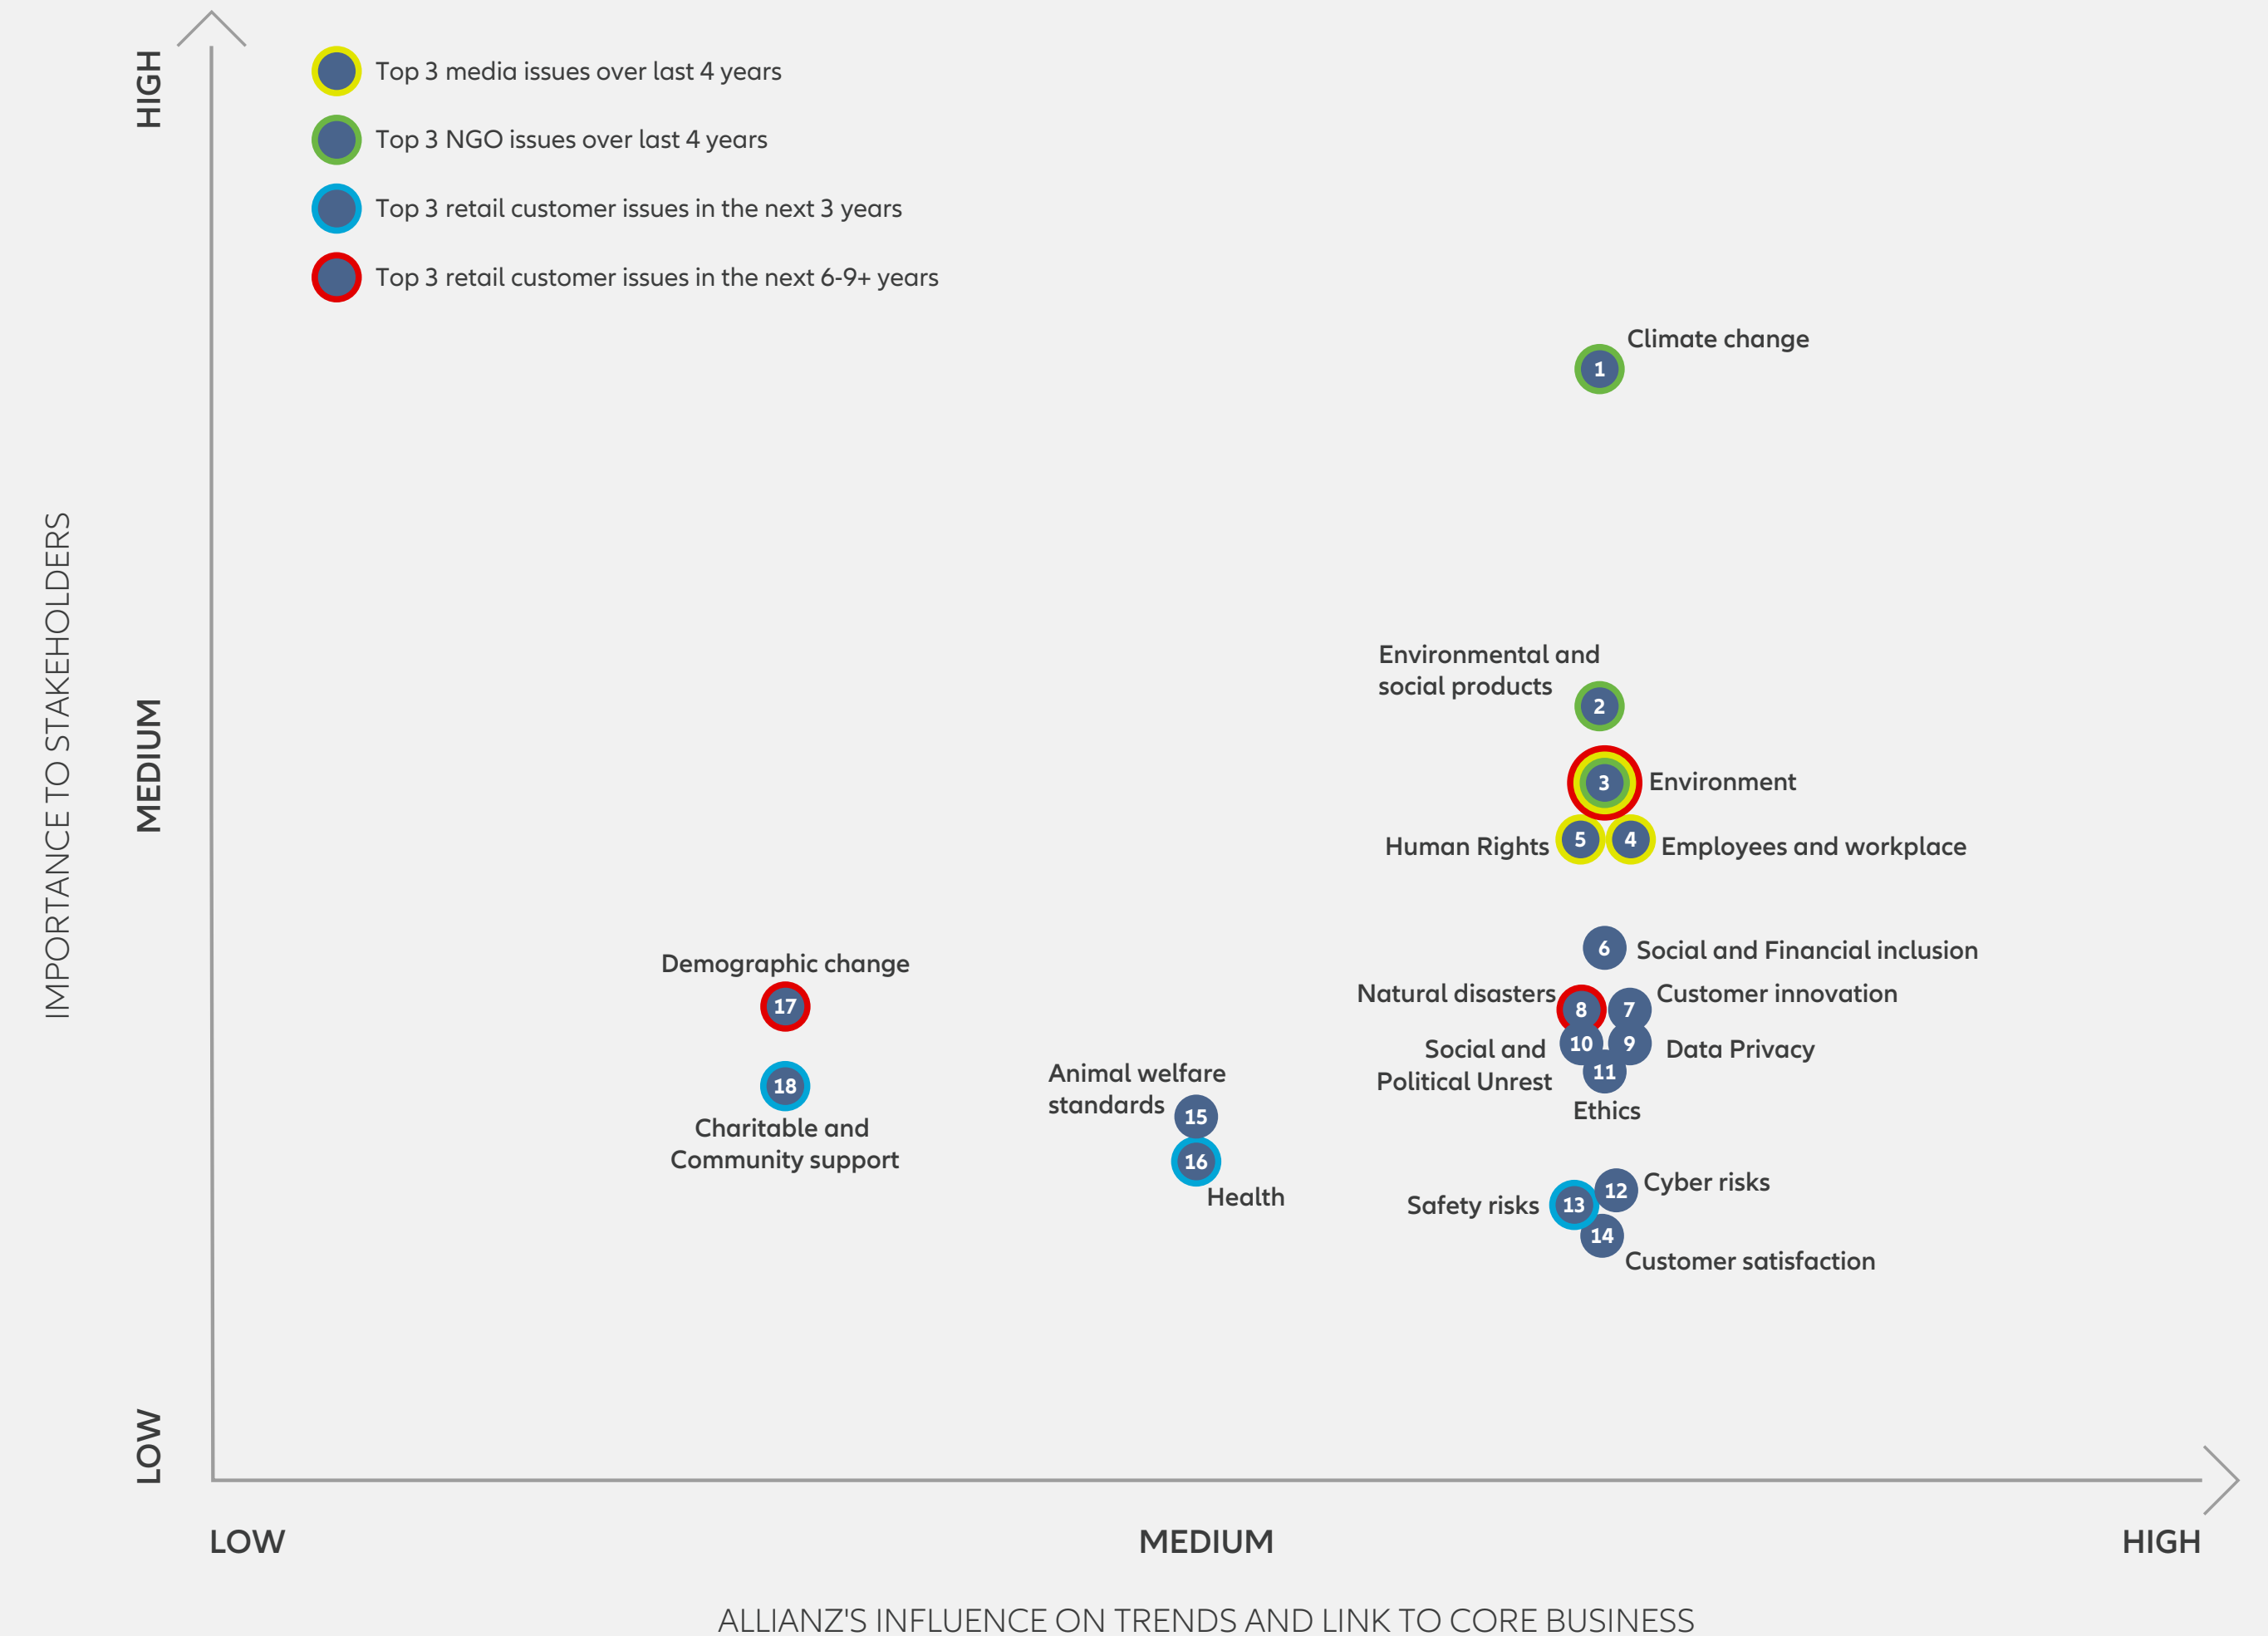 HIGH
MEDIUM
LOW
IMPORTANCE TO STAKEHOLDERS
Top 3 media issues over last 4 years
Top 3 NGO issues over last 4 years
Top 3 retail customer issues in the next 3 years
Top 3 retail customer issues in the next 6-9+ years
Climate change
1
Environmental and
social products
2
3
Environment
Human Rights
5
4
Employees and workplace
6
Social and Financial inclusion
Natural disasters
8
7
Customer innovation
Social and
Political Unrest
10
9
Data Privacy
11
Ethics
Demographic change
17
18
Charitable and
Community support
Animal welfare
standards
15
16
Health
12
Cyber risks
Safety risks
13
14
Customer satisfaction
LOW
MEDIUM
HIGH
ALLIANZ'S INFLUENCE ON TRENDS AND LINK TO CORE BUSINESS